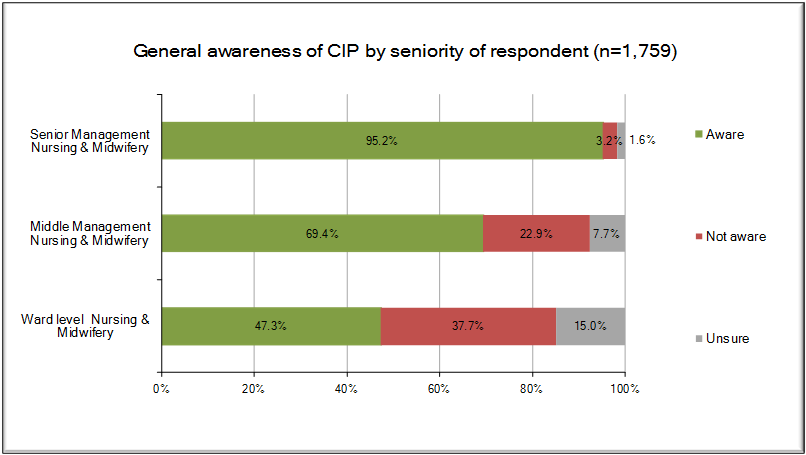 General awareness of CIP by seniority of respondent (n=1,759)
Senior Management
Nursing & Midwifery
95.2%
3.2%
1.6%
Aware
Middle Management
Nursing & Midwifery
69.4%
22.9%
7.7%
Not aware
Ward level Nursing &
Midwifery
47.3%
37.7%
15.0%
Unsure
0%
20%
40%
60%
80%
100%